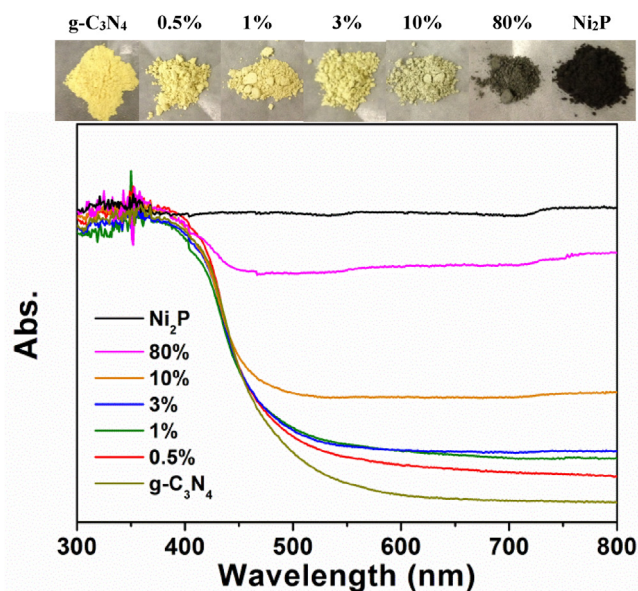 g-C₃N₄ 0.5% 1% 3% 10% 80% Ni₂P
Abs.
Ni₂P
80%
10%
3%
1%
0.5%
g-C₃N₄
300 400 500 600 700 800
Wavelength (nm)